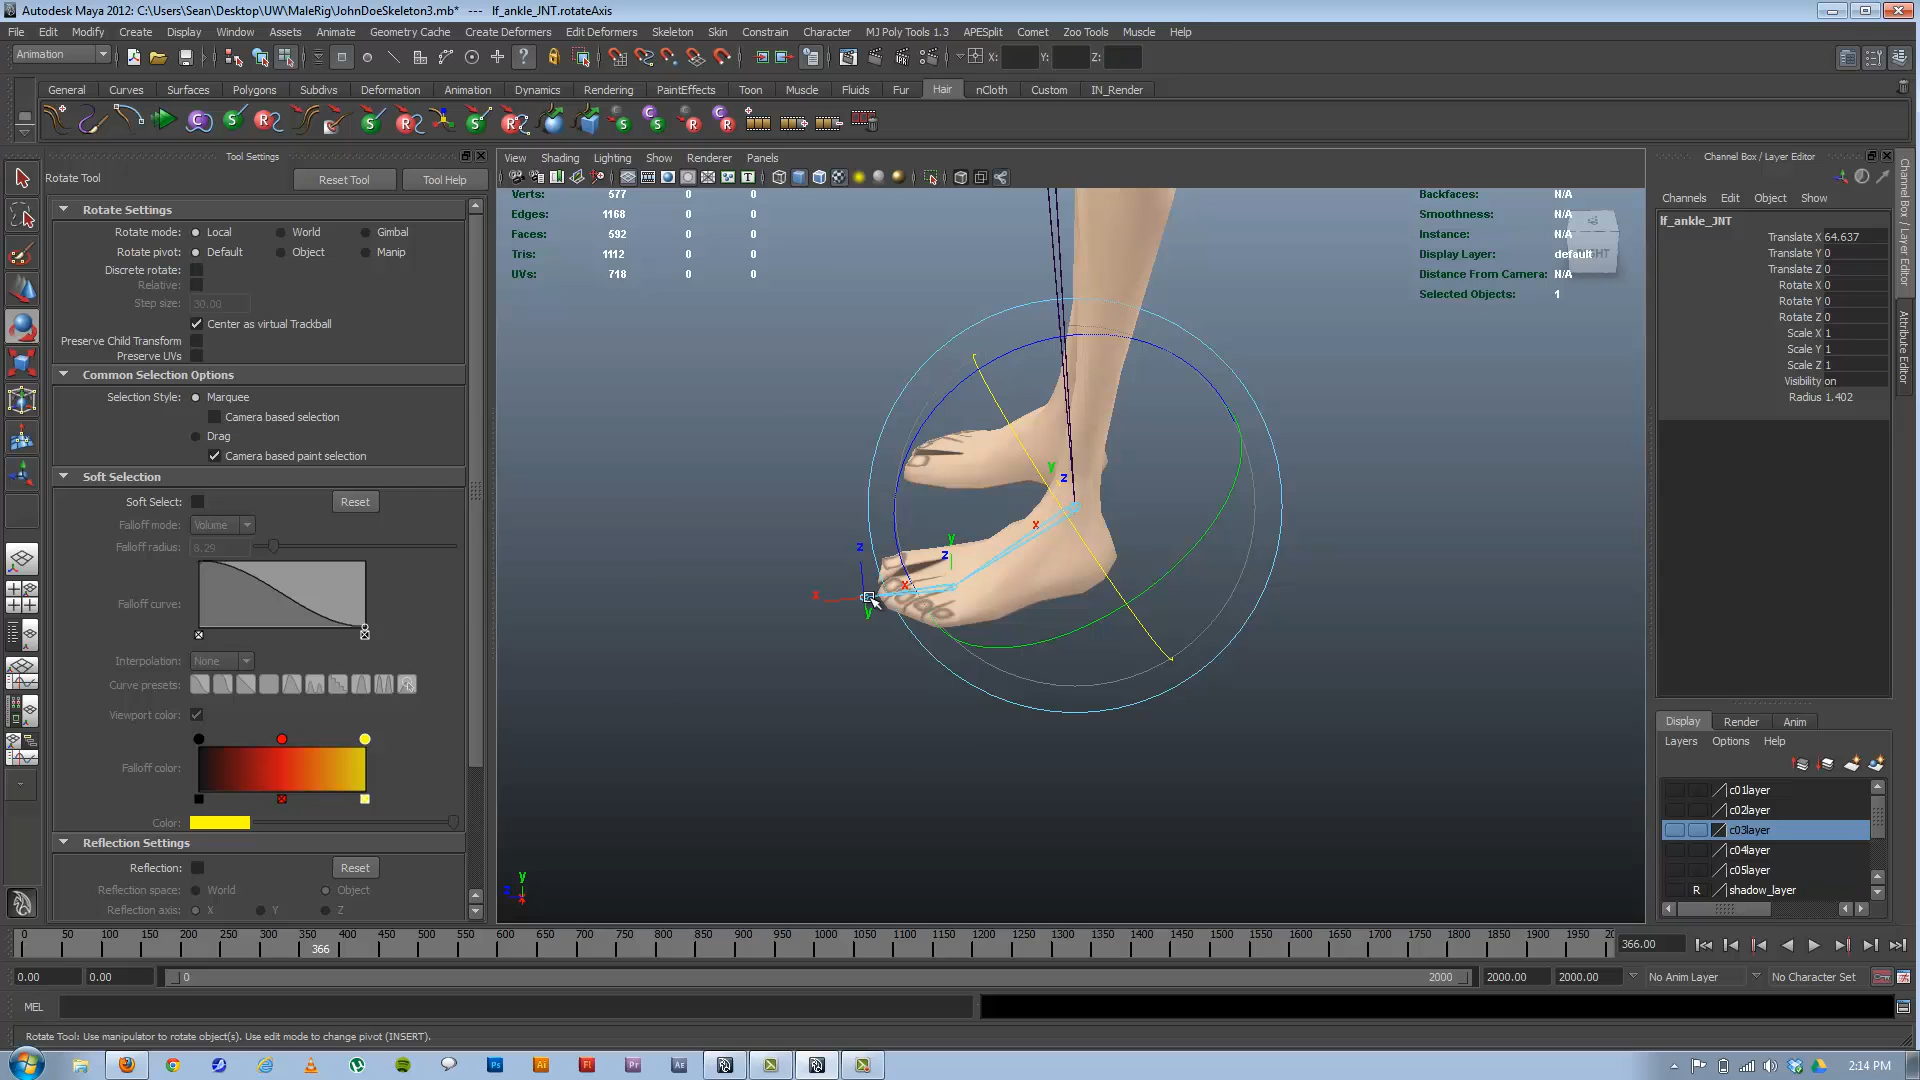 Autodesk Maya 2012: C:\Users\Sean\Desktop\UW\MaleRig\JohnDoeSkeleton3.mb*   ---   lf_ankle_JNT.rotateAxis
File Edit Modify Create Display Window Assets Animate Geometry Cache Create Deformers Edit Deformers Skeleton Skin Constrain Character MJ Poly Tools 1.3 APESplit Comet Zoo Tools Muscle Help
Animation X: Y: Z:
General Curves Surfaces Polygons Subdivs Deformation Animation Dynamics Rendering PaintEffects Toon Muscle Fluids Fur Hair nCloth Custom IN_Render
Tool Settings
Rotate Tool Reset Tool Tool Help
Rotate Settings
Rotate mode: Local World Gimbal
Rotate pivot: Default Object Manip
Discrete rotate:
Relative:
Step size: 30.00
Center as virtual Trackball
Preserve Child Transform
Preserve UVs
Common Selection Options
Selection Style: Marquee
Camera based selection
Drag
Camera based paint selection
Soft Selection
Soft Select: Reset
Falloff mode: Volume
Falloff radius: 8.29
Falloff curve:
Interpolation: None
Curve presets:
Viewport color:
Falloff color:
Color:
Reflection Settings
Reflection: Reset
Reflection space: World Object
Reflection axis: X Y Z
View Shading Lighting Show Renderer Panels
Verts: 577 0 0
Edges: 1168 0 0
Faces: 592 0 0
Tris: 1112 0 0
UVs: 718 0 0
Backfaces: N/A
Smoothness: N/A
Instance: N/A
Display Layer: default
Distance From Camera: N/A
Selected Objects: 1
y
z
x
y
z
x
z
x
y
y
z
x
Channel Box / Layer Editor
Channels Edit Object Show
lf_ankle_JNT
Translate X 64.637
Translate Y 0
Translate Z 0
Rotate X 0
Rotate Y 0
Rotate Z 0
Scale X 1
Scale Y 1
Scale Z 1
Visibility on
Radius 1.402
Channel Box / Layer Editor
Attribute Editor
Display Render Anim
Layers Options Help
c01layer
c02layer
c03layer
c04layer
c05layer
R shadow_layer
0 50 100 150 200 250 300 350 400 450 500 550 600 650 700 750 800 850 900 950 1000 1050 1100 1150 1200 1250 1300 1350 1400 1450 1500 1550 1600 1650 1700 1750 1800 1850 1900 1950
366 366.00
0.00 0.00 0 2000 2000.00 2000.00 No Anim Layer No Character Set
MEL
Rotate Tool: Use manipulator to rotate object(s). Use edit mode to change pivot (INSERT).
Ps Ai Fl Pr Ae 2:14 PM